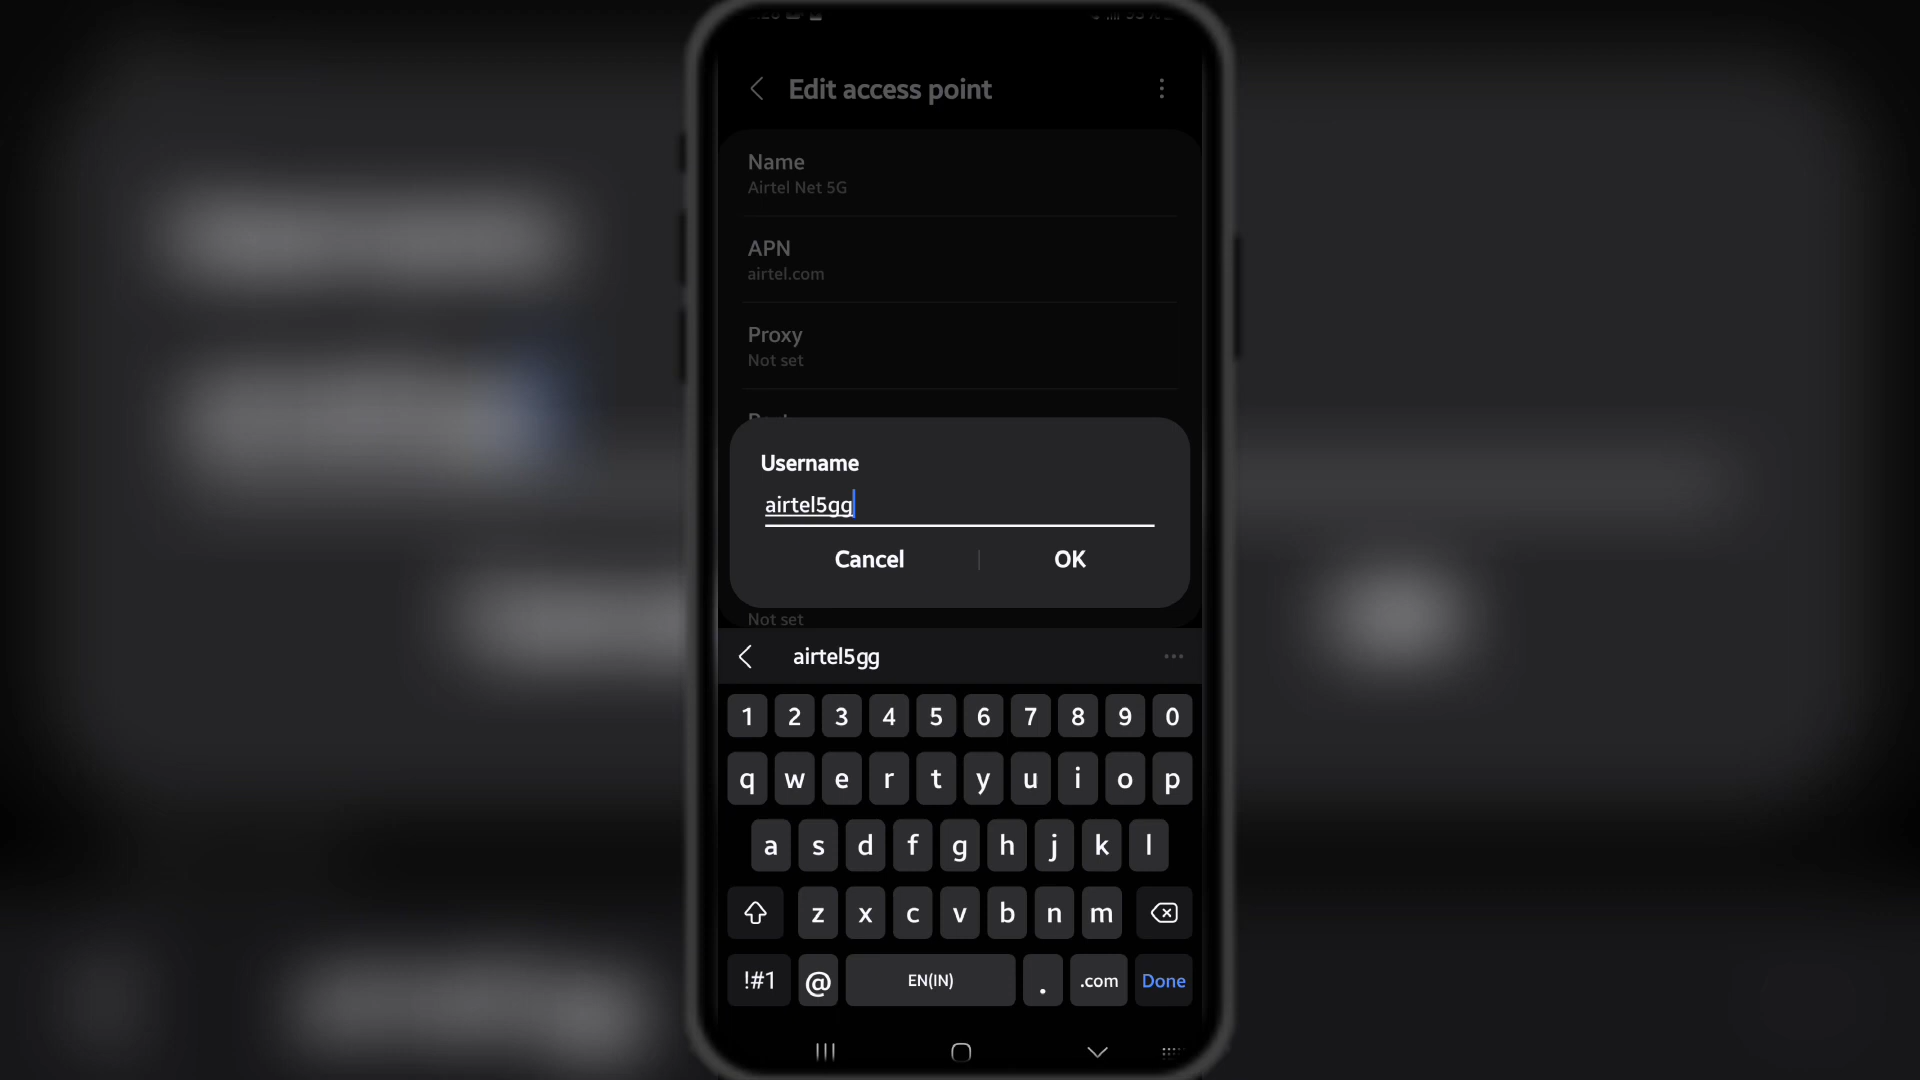 Edit access point
Name
Airtel Net 5G
APN
airtel.com
Proxy
Not set
Username
airtel5gg
Cancel
OK
Not set
airtel5gg
1 2 3 4 5 6 7 8 9 0
q w e r t y u i o p
a s d f g h j k l
z x c v b n m
!#1 @ EN(IN) . .com Done